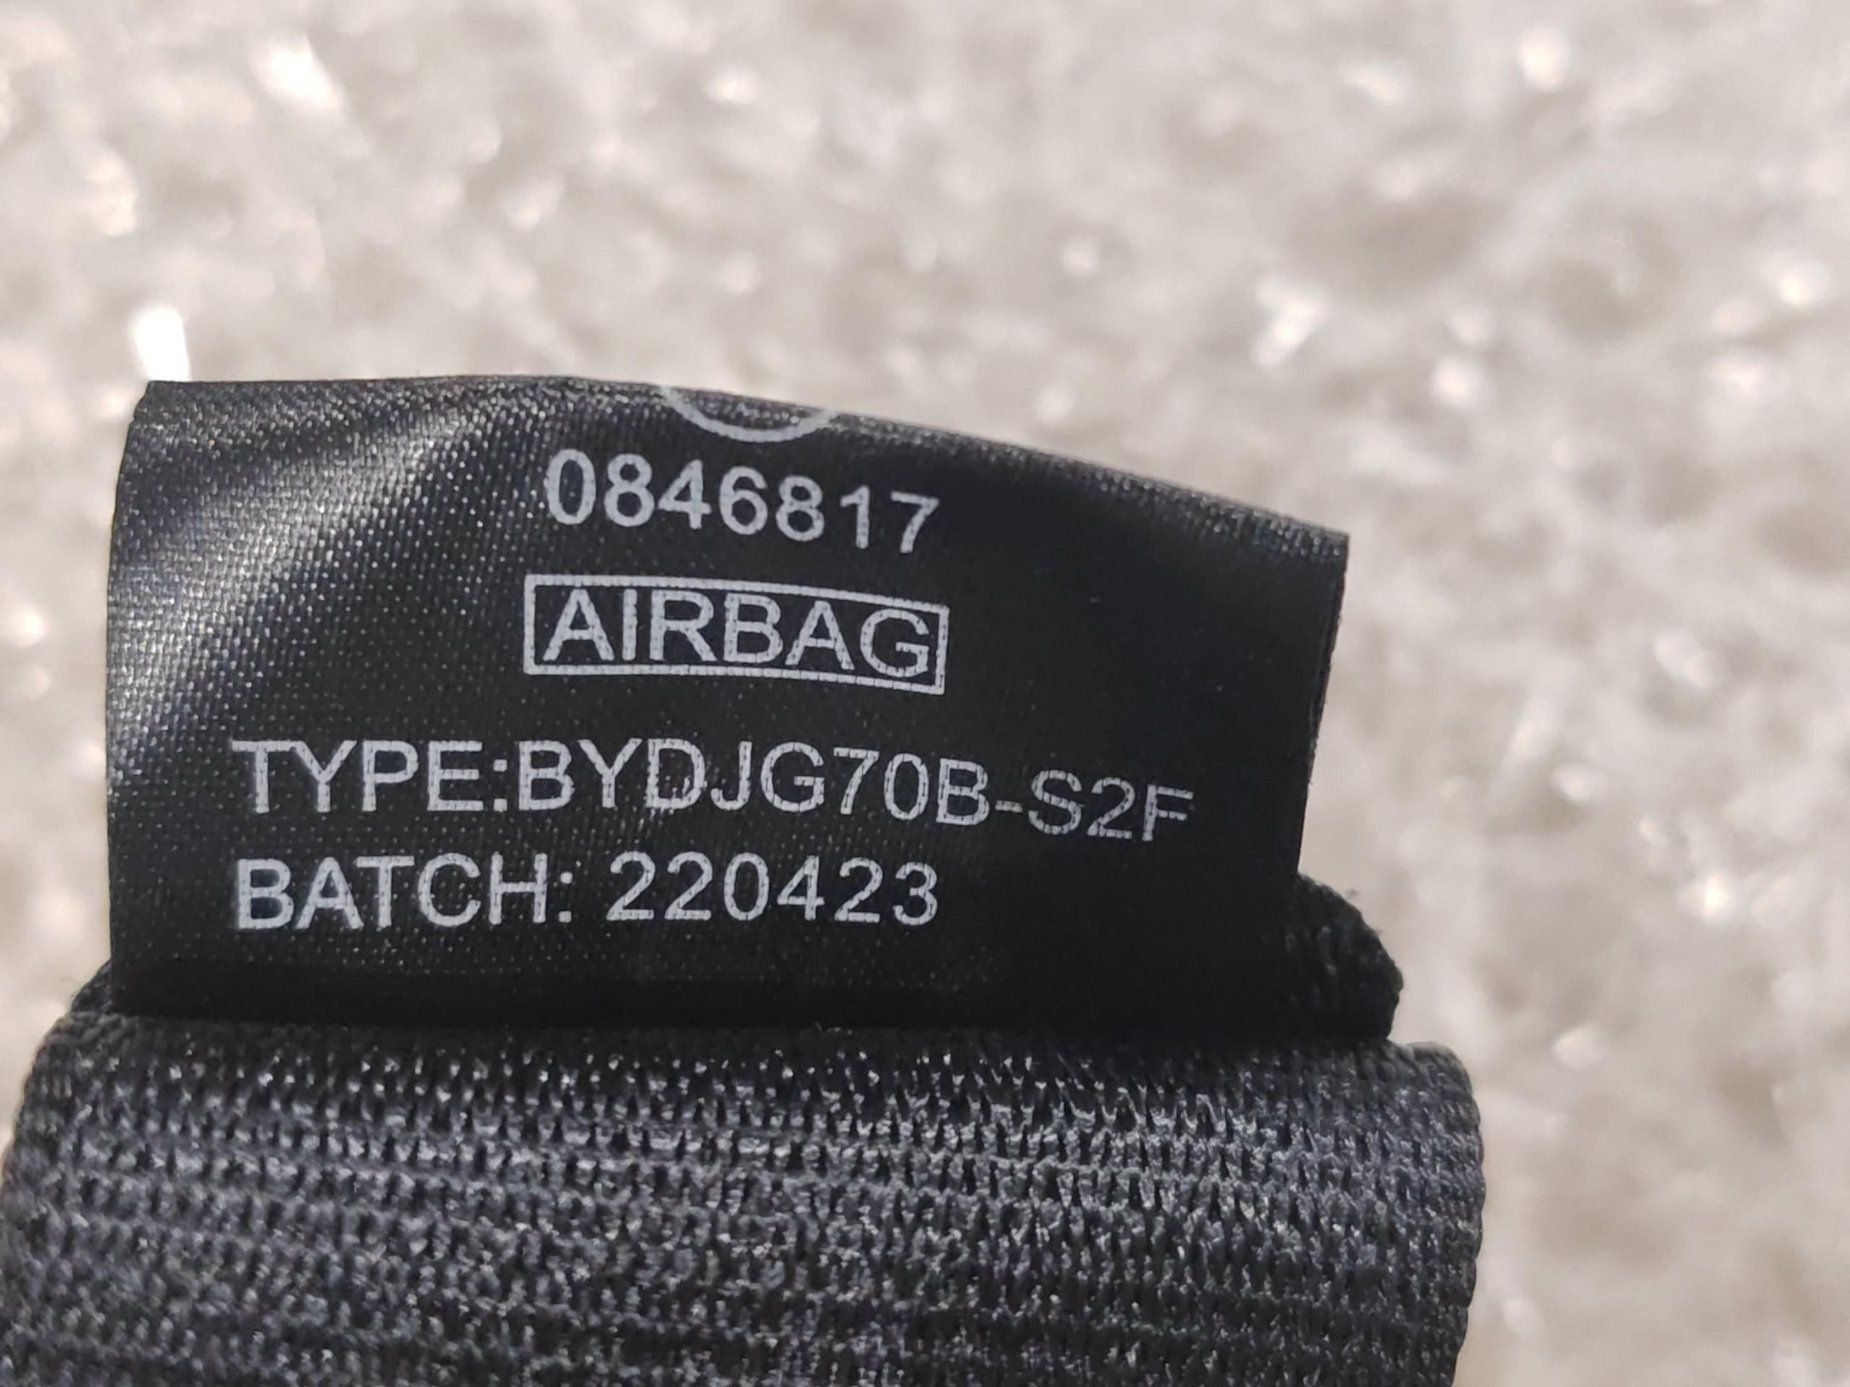 0846817
AIRBAG
TYPE:BYDJG70B-S2F
BATCH: 220423